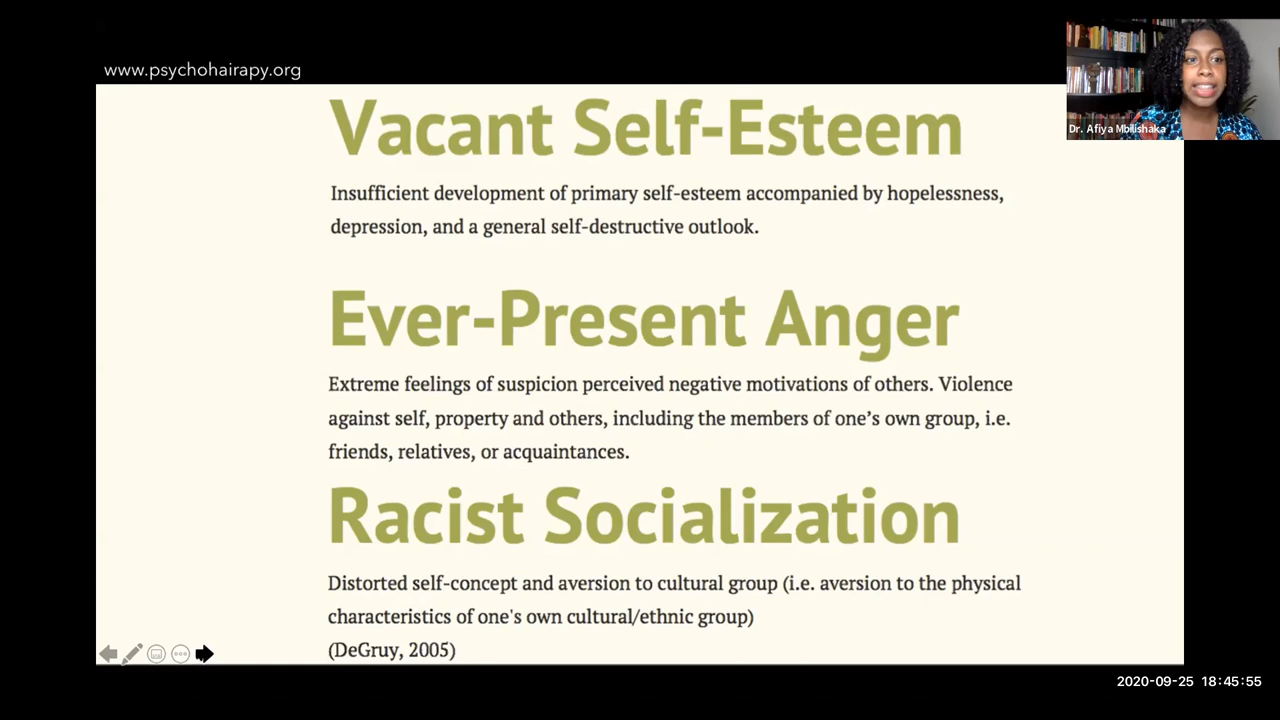 www.psychohairapy.org
Dr. Afiya Mbilishaka
Vacant Self-Esteem
Insufficient development of primary self-esteem accompanied by hopelessness,
depression, and a general self-destructive outlook.
Ever-Present Anger
Extreme feelings of suspicion perceived negative motivations of others. Violence
against self, property and others, including the members of one’s own group, i.e.
friends, relatives, or acquaintances.
Racist Socialization
Distorted self-concept and aversion to cultural group (i.e. aversion to the physical
characteristics of one's own cultural/ethnic group)
(DeGruy, 2005)
2020-09-25 18:45:55